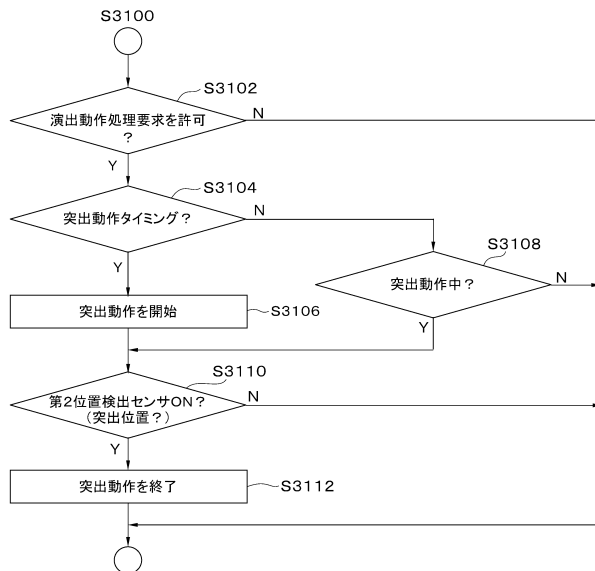 S3100
S3102
演出動作処理要求を許可
?
N
Y
S3104
突出動作タイミング?
N
Y
S3108
突出動作中?
N
Y
突出動作を開始
S3106
S3110
第2位置検出センサON?
(突出位置?)
N
Y
突出動作を終了
S3112